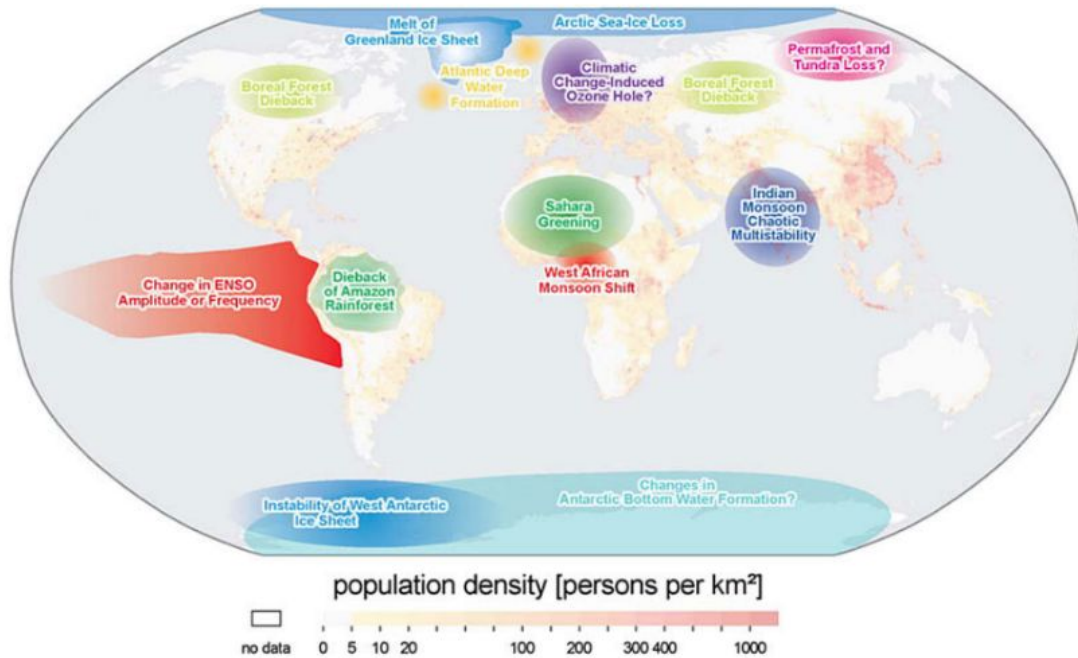 Melt of
Greenland Ice Sheet
Arctic Sea-Ice Loss
Atlantic Deep
Water
Formation
Climatic
Change-Induced
Ozone Hole?
Permafrost and
Tundra Loss?
Boreal Forest
Dieback
Boreal Forest
Dieback
Sahara
Greening
Indian
Monsoon
Chaotic
Multistability
West African
Monsoon Shift
Change in ENSO
Amplitude or Frequency
Dieback
of Amazon
Rainforest
Instability of West Antarctic
Ice Sheet
Changes in
Antarctic Bottom Water Formation?
population density [persons per km²]
no data 0 5 10 20 100 200 300 400 1000